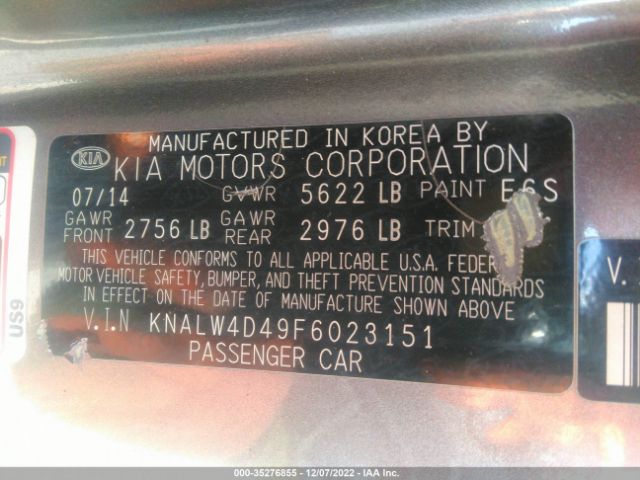 MANUFACTURED IN KOREA BY
KIA KIA MOTORS CORPORATION
07/14 GVWR 5622 LB PAINT E6S
GAWR FRONT 2756 LB GAWR REAR 2976 LB TRIM
THIS VEHICLE CONFORMS TO ALL APPLICABLE U.S.A. FEDER
MOTOR VEHICLE SAFETY, BUMPER, AND THEFT PREVENTION STANDARDS
IN EFFECT ON THE DATE OF MANUFACTURE SHOWN ABOVE
V.I.N KNALW4D49F6023151
PASSENGER CAR
US9
V.
000-35276855 - 12/07/2022 - IAAI Inc.